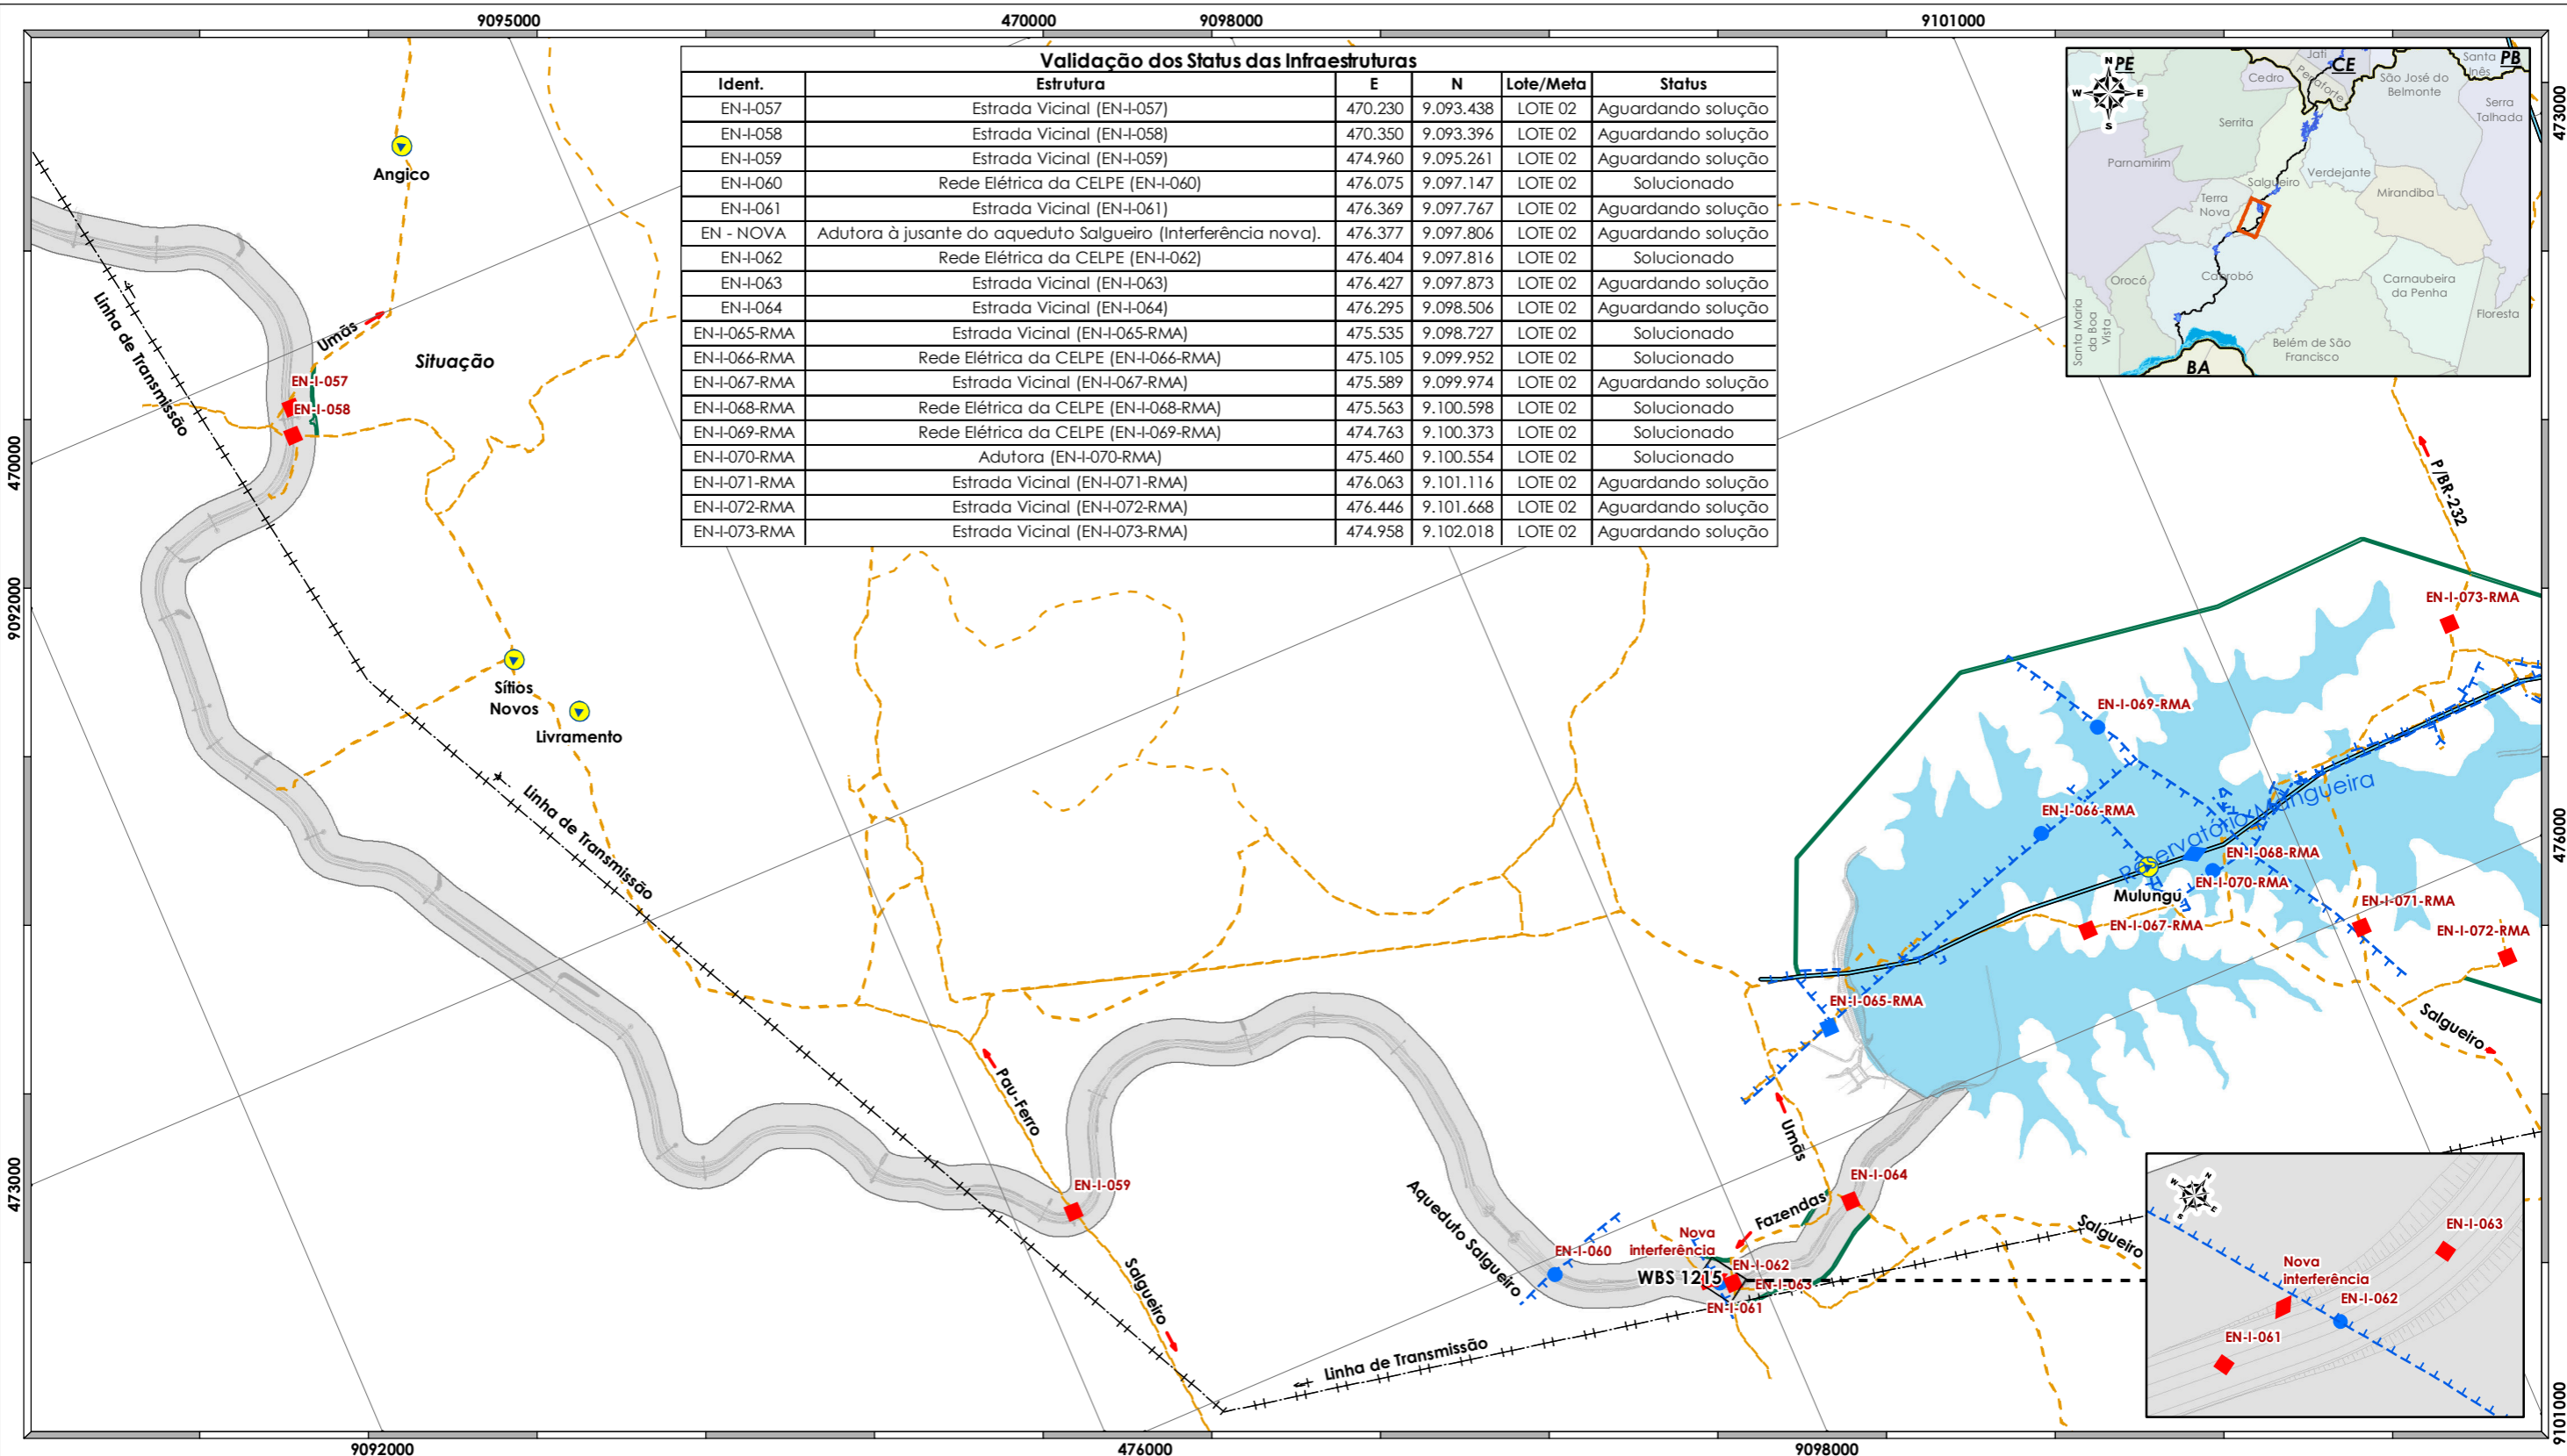 9095000
470000
9098000
9101000
Validação dos Status das Infraestruturas
Ident. Estrutura E N Lote/Meta Status
EN-I-057 Estrada Vicinal (EN-I-057) 470.230 9.093.438 LOTE 02 Aguardando solução
EN-I-058 Estrada Vicinal (EN-I-058) 470.350 9.093.396 LOTE 02 Aguardando solução
EN-I-059 Estrada Vicinal (EN-I-059) 474.960 9.095.261 LOTE 02 Aguardando solução
EN-I-060 Rede Elétrica da CELPE (EN-I-060) 476.075 9.097.147 LOTE 02 Solucionado
EN-I-061 Estrada Vicinal (EN-I-061) 476.369 9.097.767 LOTE 02 Aguardando solução
EN - NOVA Adutora à jusante do aqueduto Salgueiro (Interferência nova). 476.377 9.097.806 LOTE 02 Aguardando solução
EN-I-062 Rede Elétrica da CELPE (EN-I-062) 476.404 9.097.816 LOTE 02 Solucionado
EN-I-063 Estrada Vicinal (EN-I-063) 476.427 9.097.873 LOTE 02 Aguardando solução
EN-I-064 Estrada Vicinal (EN-I-064) 476.295 9.098.506 LOTE 02 Aguardando solução
EN-I-065-RMA Estrada Vicinal (EN-I-065-RMA) 475.535 9.098.727 LOTE 02 Solucionado
EN-I-066-RMA Rede Elétrica da CELPE (EN-I-066-RMA) 475.105 9.099.952 LOTE 02 Solucionado
EN-I-067-RMA Estrada Vicinal (EN-I-067-RMA) 475.589 9.099.974 LOTE 02 Aguardando solução
EN-I-068-RMA Rede Elétrica da CELPE (EN-I-068-RMA) 475.563 9.100.598 LOTE 02 Solucionado
EN-I-069-RMA Rede Elétrica da CELPE (EN-I-069-RMA) 474.763 9.100.373 LOTE 02 Solucionado
EN-I-070-RMA Adutora (EN-I-070-RMA) 475.460 9.100.554 LOTE 02 Solucionado
EN-I-071-RMA Estrada Vicinal (EN-I-071-RMA) 476.063 9.101.116 LOTE 02 Aguardando solução
EN-I-072-RMA Estrada Vicinal (EN-I-072-RMA) 476.446 9.101.668 LOTE 02 Aguardando solução
EN-I-073-RMA Estrada Vicinal (EN-I-073-RMA) 474.958 9.102.018 LOTE 02 Aguardando solução
N
W E
S
PE
CE
PB
Jati
Cedro
Penaforte
Santa
Inês
São José do
Belmonte
Serra
Talhada
Serrita
Parnamirim
Verdejante
Salgueiro
Mirandiba
Terra
Nova
Orocó
Cabrobó
Carnaubeira
da Penha
Floresta
Santa Maria
da Boa
Vista
Belém de São
Francisco
BA
473000
Angico
Linha de Transmissão
Umãs
Situação
EN-I-057
EN-I-058
470000
9092000
Sítios
Novos
Livramento
Linha de Transmissão
P/BR-232
EN-I-073-RMA
EN-I-069-RMA
Reservatório Mangueira
EN-I-066-RMA
EN-I-068-RMA
EN-I-070-RMA
Mulungu
EN-I-067-RMA
EN-I-071-RMA
EN-I-072-RMA
476000
EN-I-065-RMA
Salgueiro
Pau-Ferro
Umãs
473000
EN-I-059
EN-I-064
Aqueduto Salgueiro
Fazendas
Nova
interferência
EN-I-060
EN-I-062
WBS 1215
EN-I-063
EN-I-061
Salgueiro
Salgueiro
Linha de Transmissão
N
W E
S
EN-I-063
Nova
interferência
EN-I-062
EN-I-061
9101000
9092000
476000
9098000